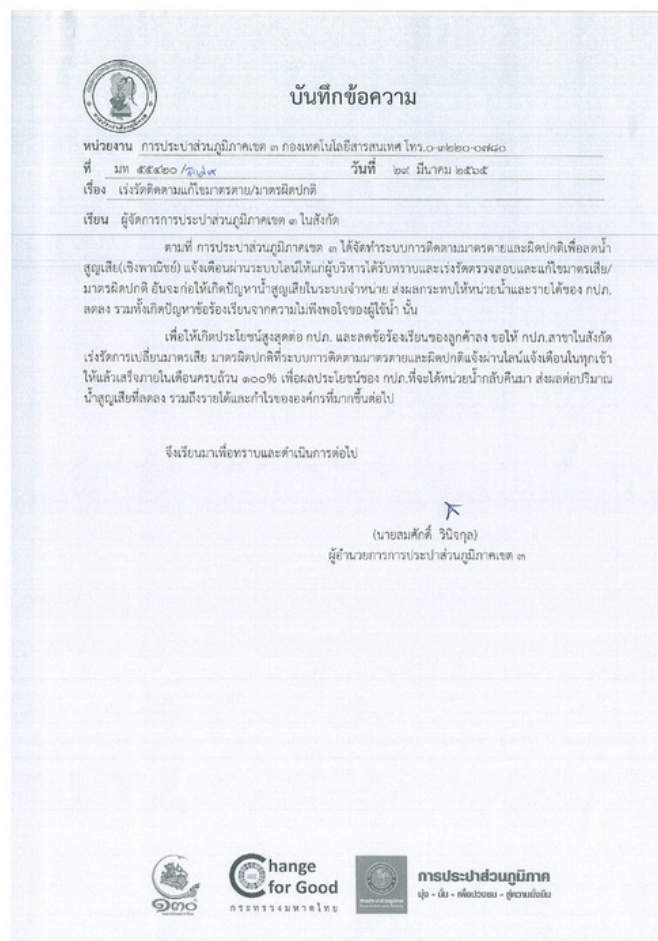 บันทึกข้อความ
หน่วยงาน การประปาส่วนภูมิภาคเขต ๓ กองเทคโนโลยีสารสนเทศ โทร.๐-๓๒๒๐-๐๗๘๐
ที่ มท ๕๕๔๒๐/ วันที่ ๒๙ มีนาคม ๒๕๖๕
เรื่อง เร่งรัดติดตามแก้ไขมาตรตาย/มาตรผิดปกติ
เรียน ผู้จัดการการประปาส่วนภูมิภาคเขต ๓ ในสังกัด
ตามที่ การประปาส่วนภูมิภาคเขต ๓ ได้จัดทำระบบการติดตามมาตรตายและผิดปกติเพื่อลดน้ำ
สูญเสีย(เชิงพาณิชย์) แจ้งเตือนผ่านระบบไลน์ให้แก่ผู้บริหารได้รับทราบและเร่งรัดตรวจสอบและแก้ไขมาตรเสีย/
มาตรผิดปกติ อันจะก่อให้เกิดปัญหาน้ำสูญเสียในระบบจำหน่าย ส่งผลกระทบให้หน่วยน้ำและรายได้ของ กปภ.
ลดลง รวมทั้งเกิดปัญหาข้อร้องเรียนจากความไม่พึงพอใจของผู้ใช้น้ำ นั้น
เพื่อให้เกิดประโยชน์สูงสุดต่อ กปภ. และลดข้อร้องเรียนของลูกค้าลง ขอให้ กปภ.สาขาในสังกัด
เร่งรัดการเปลี่ยนมาตรเสีย มาตรผิดปกติที่ระบบการติดตามมาตรตายและผิดปกติแจ้งผ่านไลน์แจ้งเตือนในทุกเช้า
ให้แล้วเสร็จภายในเดือนครบถ้วน ๑๐๐% เพื่อผลประโยชน์ของ กปภ.ที่จะได้หน่วยน้ำกลับคืนมา ส่งผลต่อปริมาณ
น้ำสูญเสียที่ลดลง รวมถึงรายได้และกำไรขององค์กรที่มากขึ้นต่อไป
จึงเรียนมาเพื่อทราบและดำเนินการต่อไป
(นายสมศักดิ์ วินิจกุล)
ผู้อำนวยการการประปาส่วนภูมิภาคเขต ๓
๑๓๐
Change
for Good
กระทรวงมหาดไทย
การประปาส่วนภูมิภาค
มุ่ง - มั่น - เพื่อปวงชน - สู่ความยั่งยืน